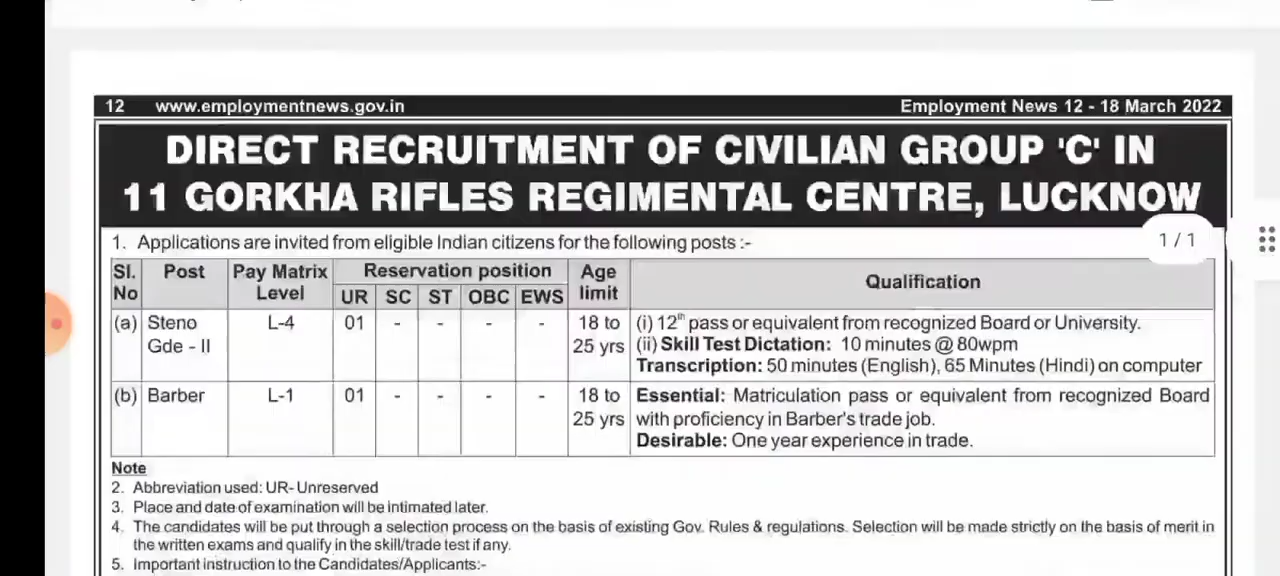 12 www.employmentnews.gov.in Employment News 12 - 18 March 2022
DIRECT RECRUITMENT OF CIVILIAN GROUP 'C' IN
11 GORKHA RIFLES REGIMENTAL CENTRE, LUCKNOW
1 / 1
1. Applications are invited from eligible Indian citizens for the following posts :-
Sl. No Post Pay Matrix Level Reservation position Age limit Qualification
UR SC ST OBC EWS
(a) Steno L-4 01 - - - - 18 to (i) 12th pass or equivalent from recognized Board or University.
Gde - II 25 yrs (ii) Skill Test Dictation: 10 minutes @ 80wpm
Transcription: 50 minutes (English), 65 Minutes (Hindi) on computer
(b) Barber L-1 01 - - - - 18 to Essential: Matriculation pass or equivalent from recognized Board
25 yrs with proficiency in Barber's trade job.
Desirable: One year experience in trade.
Note
2. Abbreviation used: UR- Unreserved
3. Place and date of examination will be intimated later.
4. The candidates will be put through a selection process on the basis of existing Gov. Rules & regulations. Selection will be made strictly on the basis of merit in
the written exams and qualify in the skill/trade test if any.
5. Important instruction to the Candidates/Applicants:-